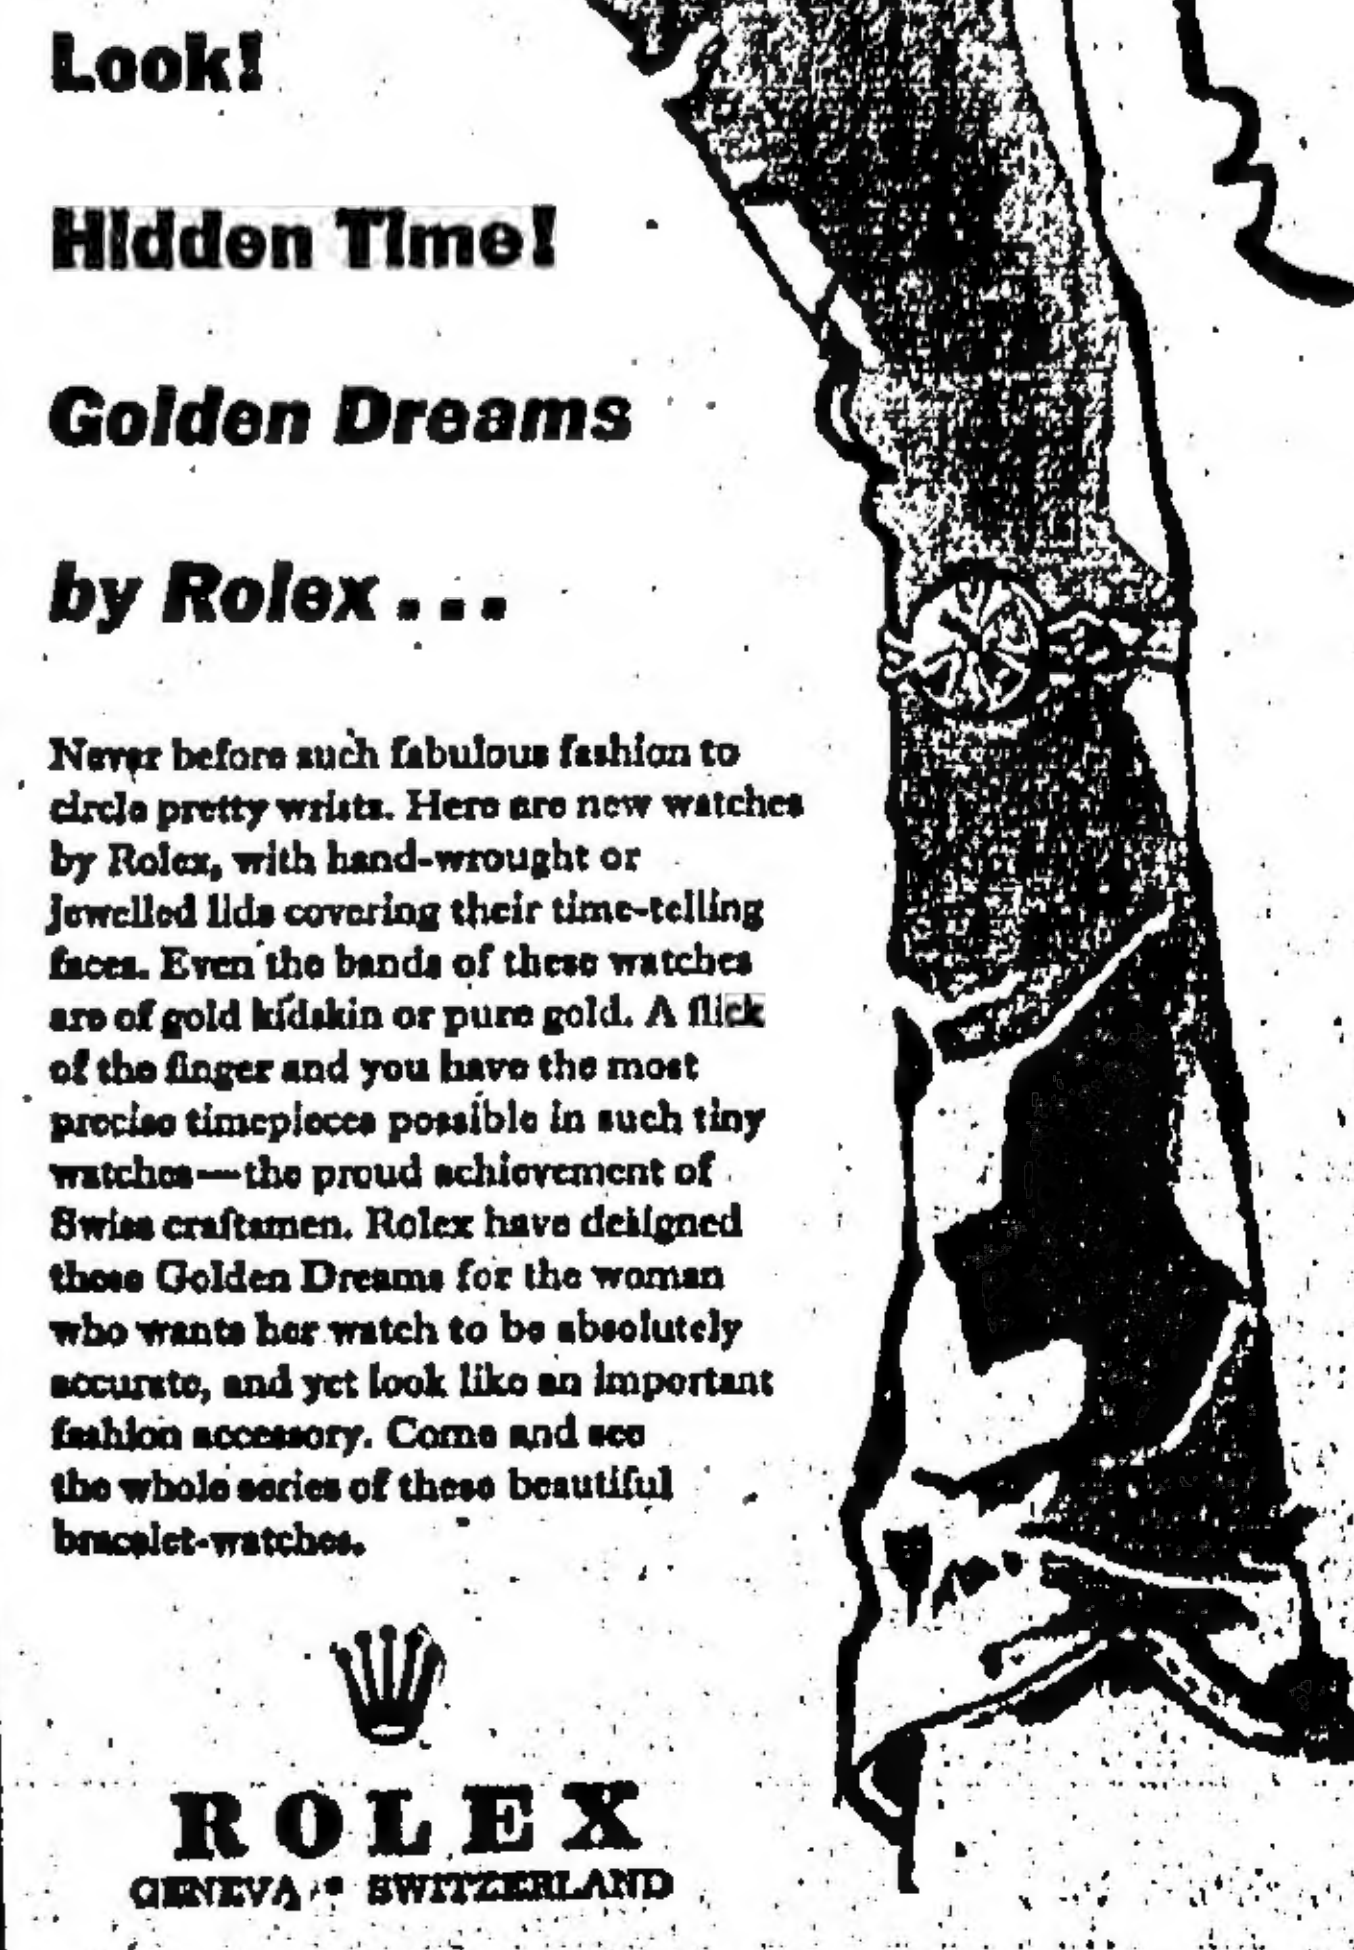 Look!
Hidden Time!
Golden Dreams
by Rolex...
Never before such fabulous fashion to
circle pretty wrists. Here are new watches
by Rolex, with hand-wrought or
jewelled lids covering their time-telling
faces. Even the bands of these watches
are of gold kidskin or pure gold. A flick
of the finger and you have the most
precise timepieces possible in such tiny
watches—the proud achievement of
Swiss craftsmen. Rolex have designed
these Golden Dreams for the woman
who wants her watch to be absolutely
accurate, and yet look like an important
fashion accessory. Come and see
the whole series of these beautiful
bracelet-watches.
ROLEX
GENEVA • SWITZERLAND